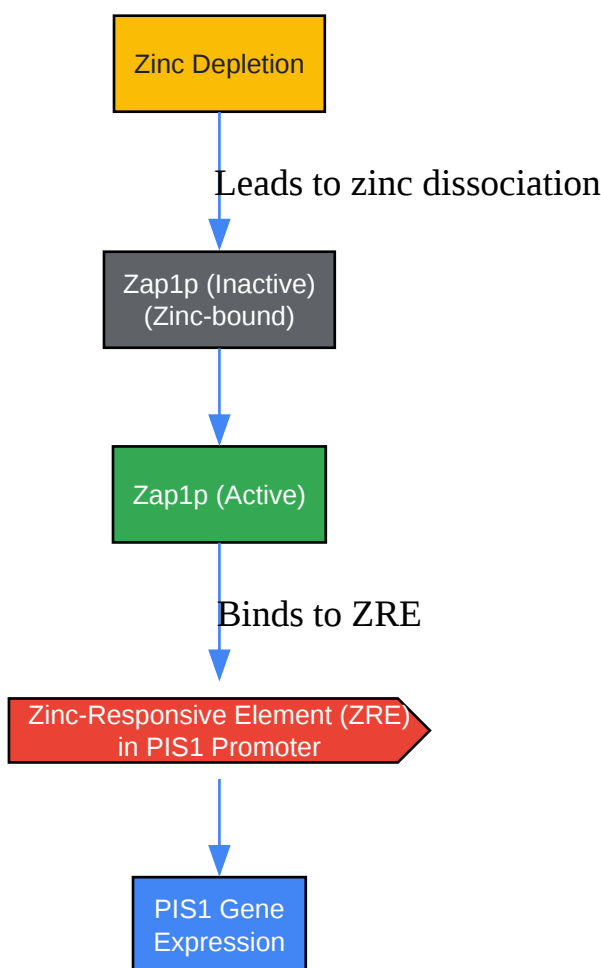 Zinc Depletion
Leads to zinc dissociation
Zap1p (Inactive)
(Zinc-bound)
Zap1p (Active)
Binds to ZRE
Zinc-Responsive Element (ZRE)
in PIS1 Promoter
PIS1 Gene
Expression